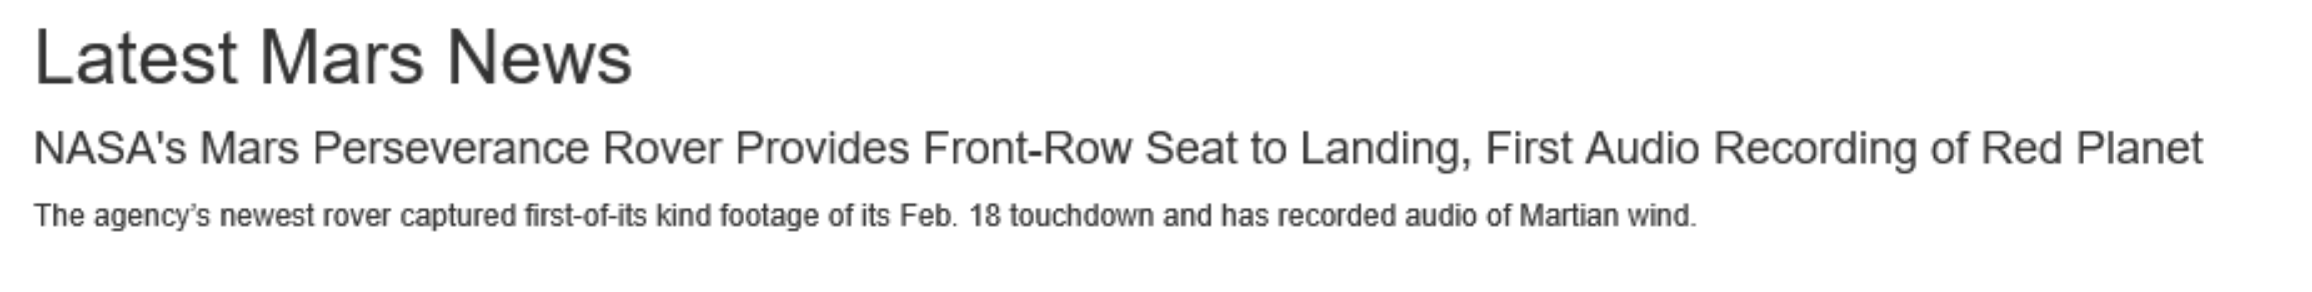 Latest Mars News
NASA's Mars Perseverance Rover Provides Front-Row Seat to Landing, First Audio Recording of Red Planet
The agency’s newest rover captured first-of-its kind footage of its Feb. 18 touchdown and has recorded audio of Martian wind.